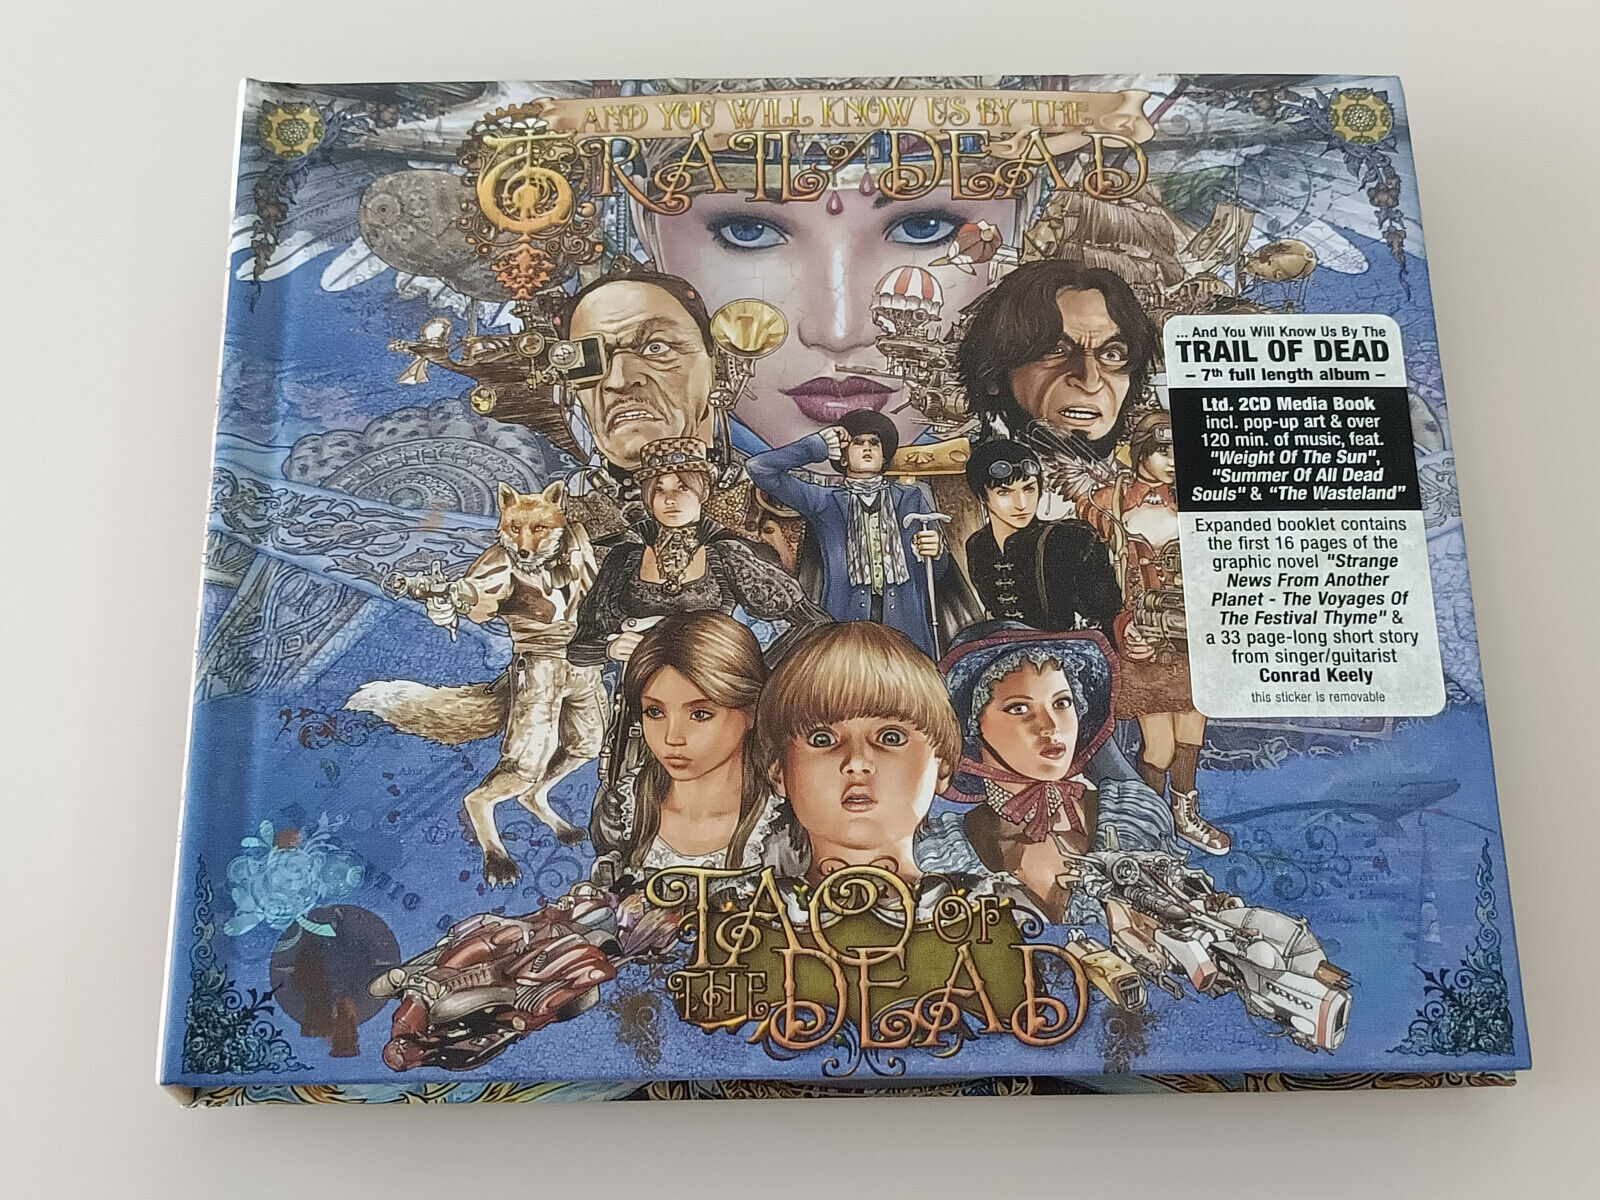 AND YOU WILL KNOW US BY THE
TRAIL OF DEAD
... And You Will Know Us By The
TRAIL OF DEAD
– 7th full length album –
Ltd. 2CD Media Book
incl. pop-up art & over
120 min. of music, feat.
"Weight Of The Sun",
"Summer Of All Dead
Souls" & "The Wasteland"
Expanded booklet contains
the first 16 pages of the
graphic novel "Strange
News From Another
Planet - The Voyages Of
The Festival Thyme" &
a 33 page-long short story
from singer/guitarist
Conrad Keely
this sticker is removable
TAO OF
THE DEAD